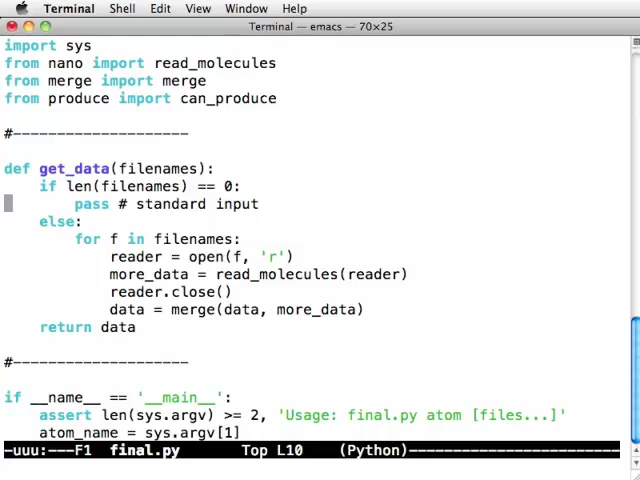 Terminal Shell Edit View Window Help
Terminal — emacs — 70×25
import sys
from nano import read_molecules
from merge import merge
from produce import can_produce
#--------------------
def get_data(filenames):
    if len(filenames) == 0:
        pass # standard input
    else:
        for f in filenames:
            reader = open(f, 'r')
            more_data = read_molecules(reader)
            reader.close()
            data = merge(data, more_data)
    return data
#--------------------
if __name__ == '__main__':
    assert len(sys.argv) >= 2, 'Usage: final.py atom [files...]'
    atom_name = sys.argv[1]
-uuu:---F1  final.py       Top L10    (Python)--------------------------------